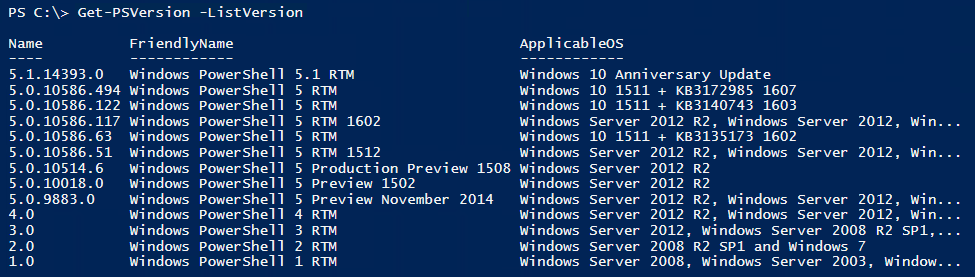 PS C:\> Get-PSVersion -ListVersion
Name FriendlyName ApplicableOS
---- ------------ ------------
5.1.14393.0 Windows PowerShell 5.1 RTM Windows 10 Anniversary Update
5.0.10586.494 Windows PowerShell 5 RTM Windows 10 1511 + KB3172985 1607
5.0.10586.122 Windows PowerShell 5 RTM Windows 10 1511 + KB3140743 1603
5.0.10586.117 Windows PowerShell 5 RTM 1602 Windows Server 2012 R2, Windows Server 2012, Win...
5.0.10586.63 Windows PowerShell 5 RTM Windows 10 1511 + KB3135173 1602
5.0.10586.51 Windows PowerShell 5 RTM 1512 Windows Server 2012 R2, Windows Server 2012, Win...
5.0.10514.6 Windows PowerShell 5 Production Preview 1508 Windows Server 2012 R2
5.0.10018.0 Windows PowerShell 5 Preview 1502 Windows Server 2012 R2
5.0.9883.0 Windows PowerShell 5 Preview November 2014 Windows Server 2012 R2, Windows Server 2012, Win...
4.0 Windows PowerShell 4 RTM Windows Server 2012 R2, Windows Server 2012, Win...
3.0 Windows PowerShell 3 RTM Windows Server 2012, Windows Server 2008 R2 SP1,...
2.0 Windows PowerShell 2 RTM Windows Server 2008 R2 SP1 and Windows 7
1.0 Windows PowerShell 1 RTM Windows Server 2008, Windows Server 2003, Window...